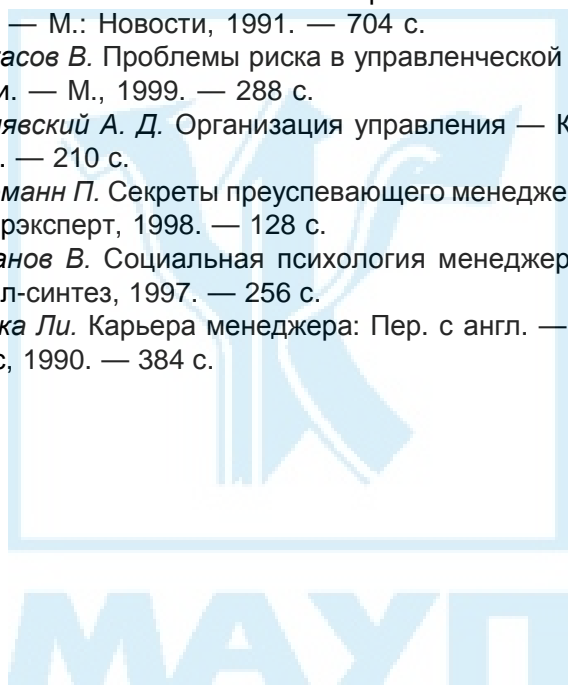 — М.: Новости, 1991. — 704 с.
асов В. Проблемы риска в управленческой
и. — М., 1999. — 288 с.
явский А. Д. Организация управления — К
. — 210 с.
манн П. Секреты преуспевающего менедже
рэксперт, 1998. — 128 с.
анов В. Социальная психология менеджер
л-синтез, 1997. — 256 с.
ка Ли. Карьера менеджера: Пер. с англ. —
с, 1990. — 384 с.
МАУП